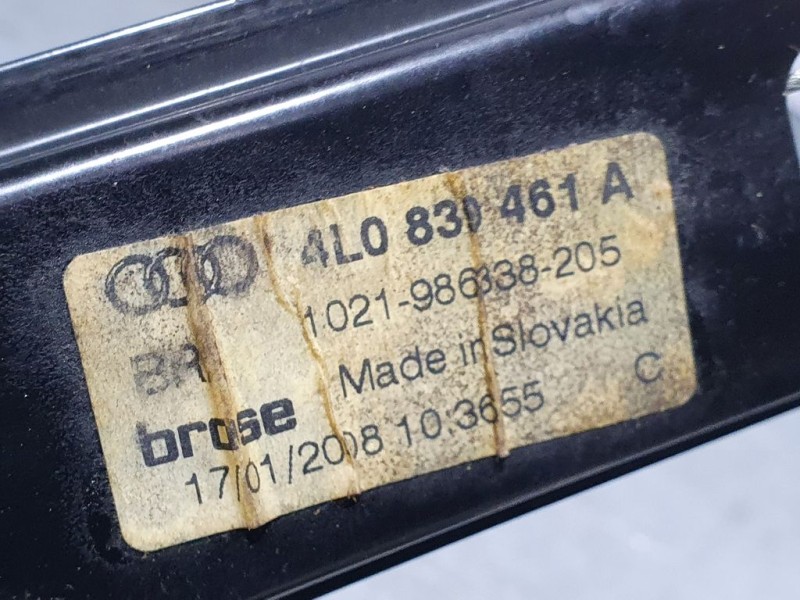 4L0 839 461 A
1021-986338-205
BR
Made in Slovakia
brose
C
17/01/2008 10:3655